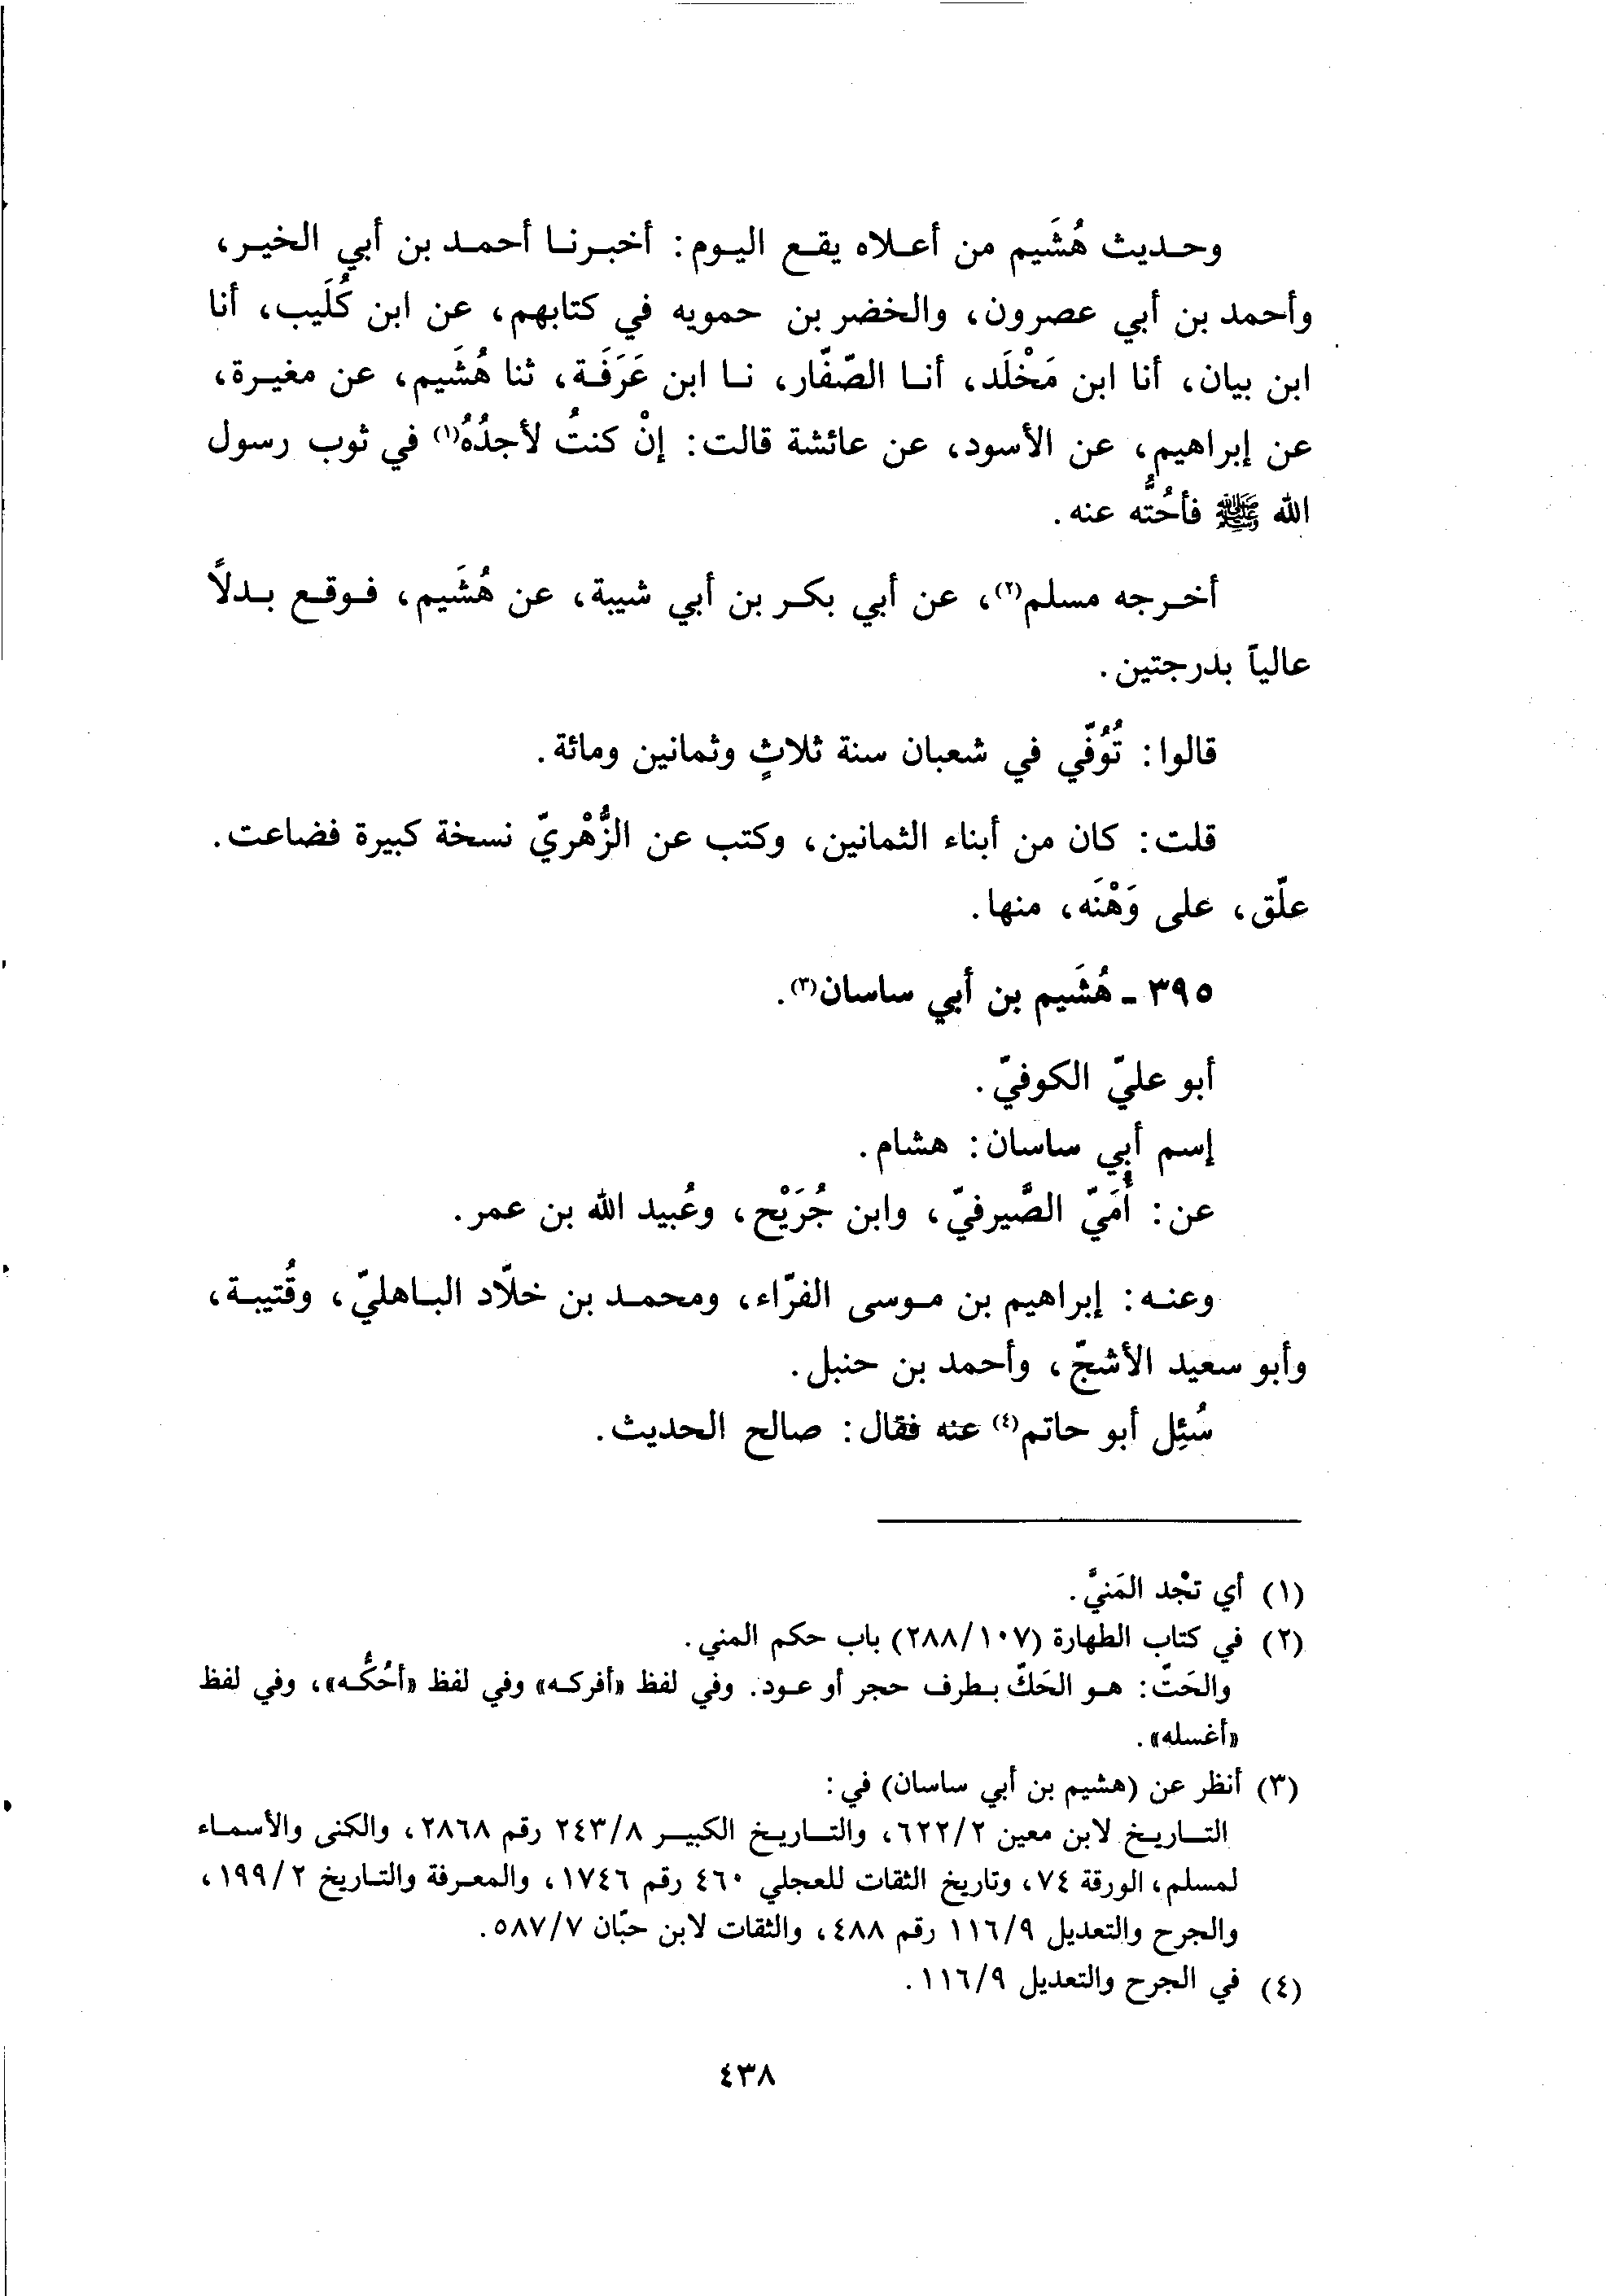 وحديث هُشَيم من أعلاه يقع اليوم: أخبرنا أحمد بن أبي الخير،
وأحمد بن أبي عصرون، والخضر بن حمويه في كتابهم، عن ابن كُلَيب، أنا
ابن بيان، أنا ابن مَخْلَد، أنا الصّفّار، نا ابن عَرَفَة، ثنا هُشَيم، عن مغيرة،
عن إبراهيم، عن الأسود، عن عائشة قالت: إنْ كنتُ لأجدُهُ(١) في ثوب رسول
الله ﷺ فأحُتُّه عنه.
أخرجه مسلم(٢)، عن أبي بكر بن أبي شيبة، عن هُشَيم، فوقع بدلاً
عالياً بدرجتين.
قالوا: تُوُفّي في شعبان سنة ثلاثٍ وثمانين ومائة.
قلت: كان من أبناء الثمانين، وكتب عن الزُّهْريّ نسخة كبيرة فضاعت.
علّق، على وَهْنَه، منها.
٣٩٥ - هُشَيم بن أبي ساسان(٣).
أبو عليّ الكوفيّ.
إسم أبي ساسان: هشام.
عن: أُمَيّ الصَّيرفيّ، وابن جُرَيْح، وعُبيد الله بن عمر.
وعنه: إبراهيم بن موسى الفرّاء، ومحمد بن خلّاد الباهليّ، وقُتيبة،
وأبو سعيد الأشجّ، وأحمد بن حنبل.
سُئِل أبو حاتم(٤) عنه فقال: صالح الحديث.
(١) أي تجْد المَنيَّ.
(٢) في كتاب الطهارة (٢٨٨/١٠٧) باب حكم المني.
والحَتّ: هو الحَكّ بطرف حجر أو عود. وفي لفظ «أفركه» وفي لفظ «أحُكُّه»، وفي لفظ
«أغسله».
(٣) أنظر عن (هشيم بن أبي ساسان) في:
التاريخ لابن معين ٦٢٢/٢، والتاريخ الكبير ٢٤٣/٨ رقم ٢٨٦٨، والكنى والأسماء
لمسلم، الورقة ٧٤، وتاريخ الثقات للعجلي ٤٦٠ رقم ١٧٤٦، والمعرفة والتاريخ ١٩٩/٢،
والجرح والتعديل ١١٦/٩ رقم ٤٨٨، والثقات لابن حبّان ٥٨٧/٧.
(٤) في الجرح والتعديل ١١٦/٩.
٤٣٨